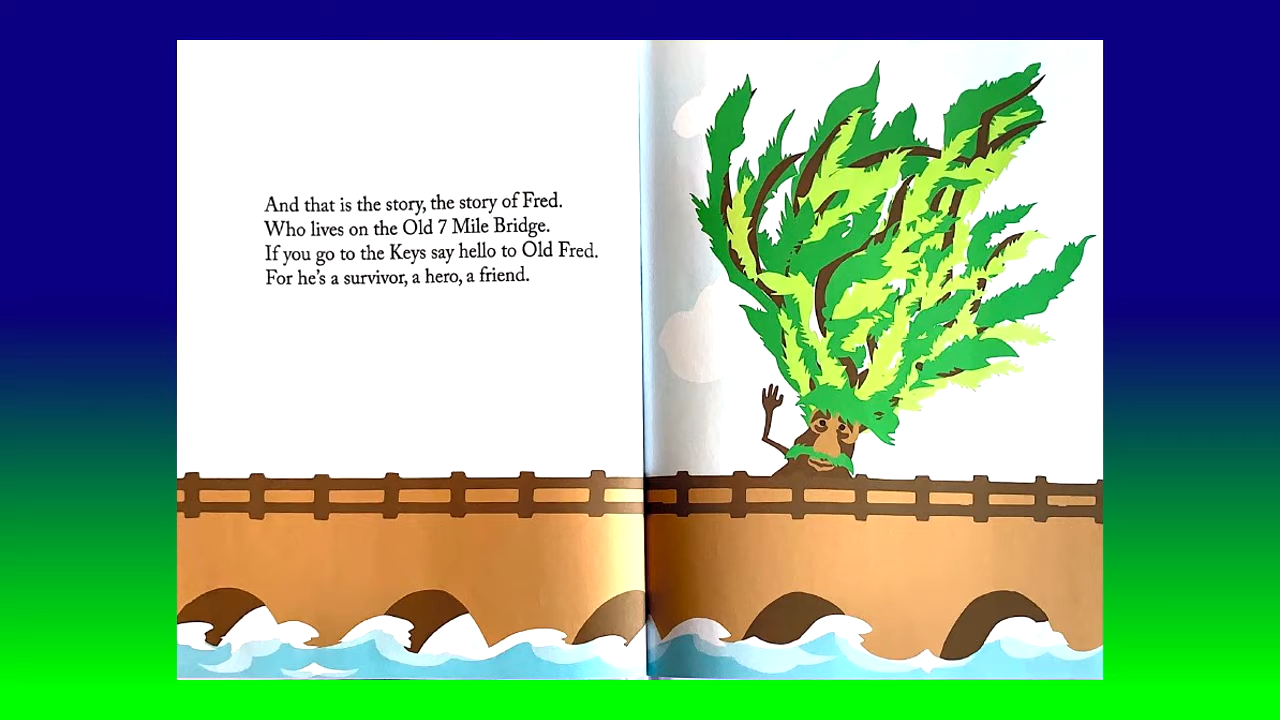 And that is the story, the story of Fred.
Who lives on the Old 7 Mile Bridge.
If you go to the Keys say hello to Old Fred.
For he's a survivor, a hero, a friend.